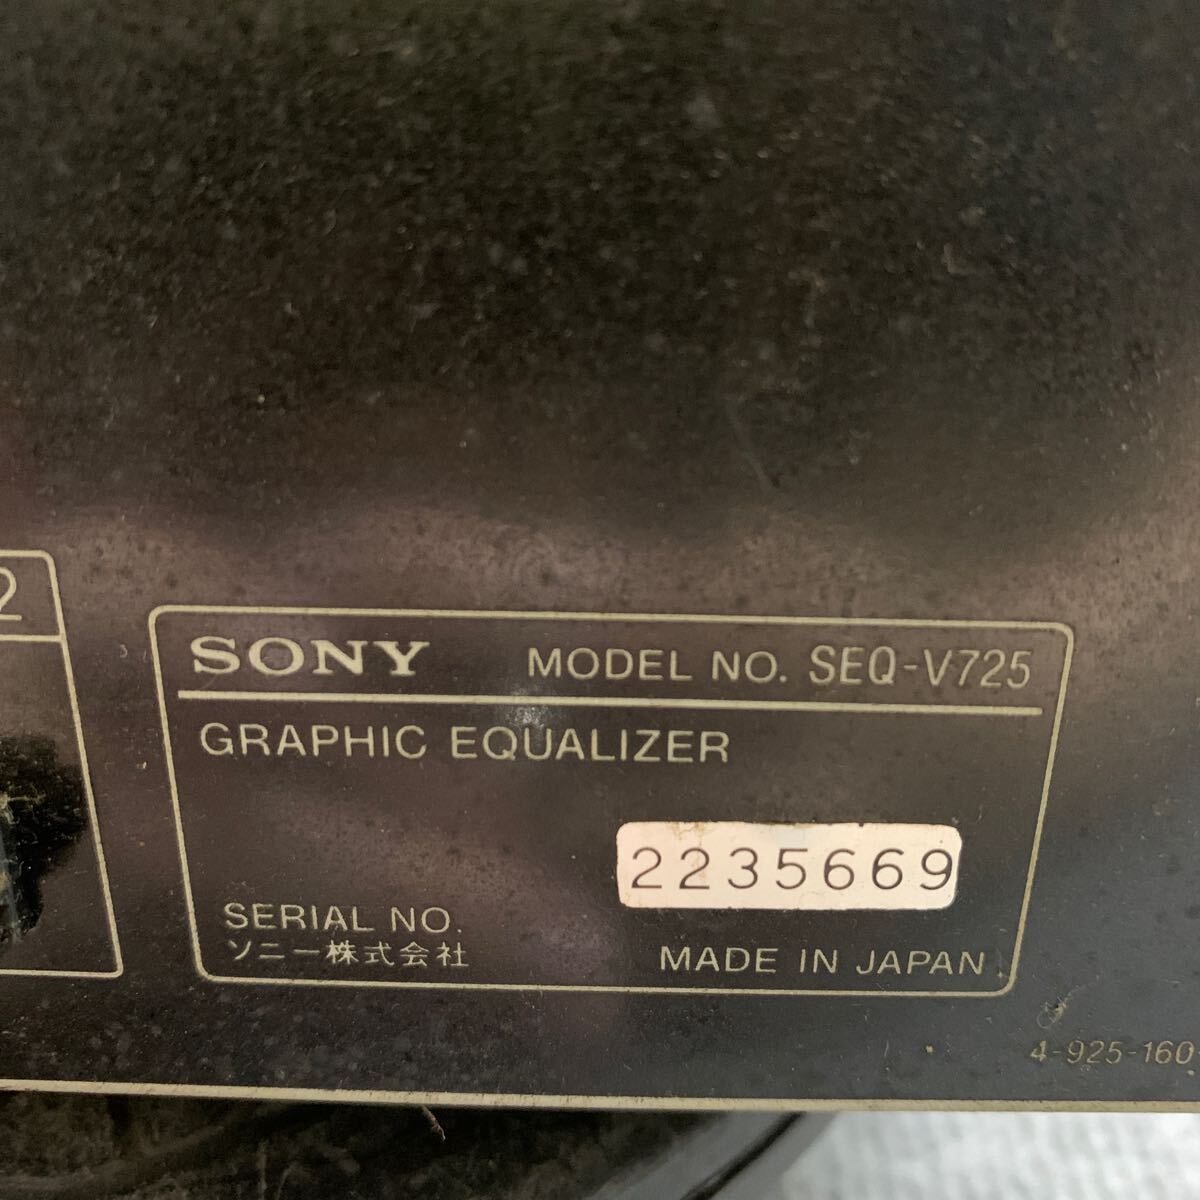 2
SONY MODEL NO. SEQ-V725
GRAPHIC EQUALIZER
2235669
SERIAL NO.
ソニー株式会社
MADE IN JAPAN
4-925-160